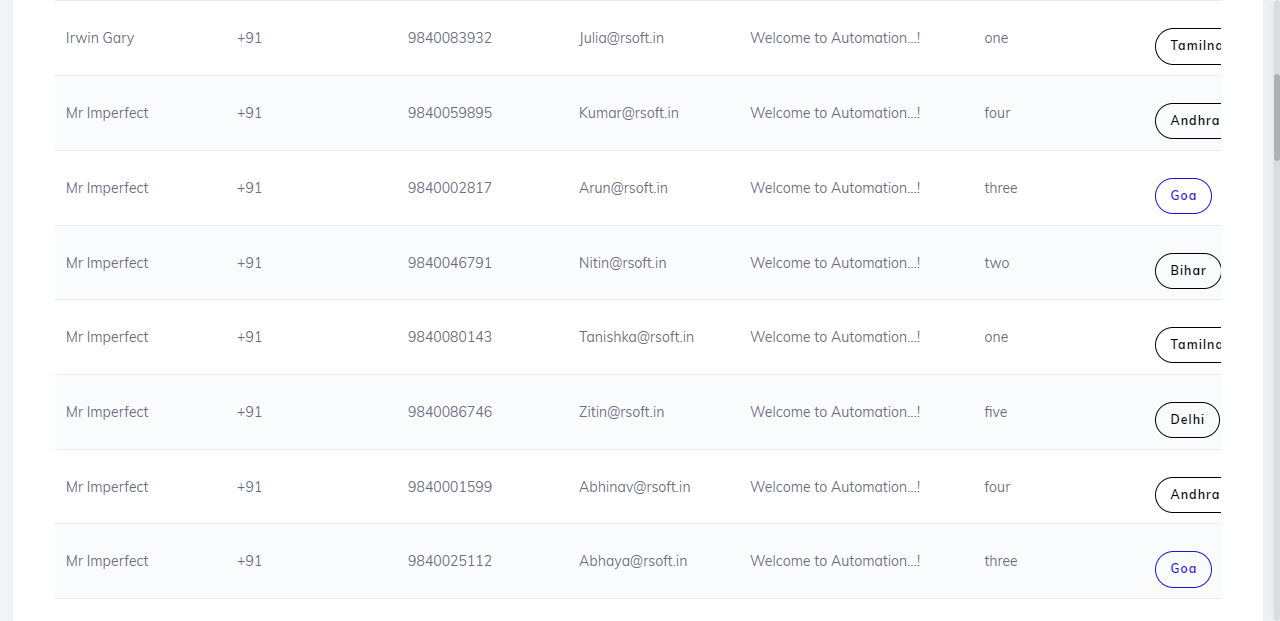 Irwin Gary +91 9840083932 Julia@rsoft.in Welcome to Automation...! one Tamilna
Mr Imperfect +91 9840059895 Kumar@rsoft.in Welcome to Automation...! four Andhra
Mr Imperfect +91 9840002817 Arun@rsoft.in Welcome to Automation...! three Goa
Mr Imperfect +91 9840046791 Nitin@rsoft.in Welcome to Automation...! two Bihar
Mr Imperfect +91 9840080143 Tanishka@rsoft.in Welcome to Automation...! one Tamilna
Mr Imperfect +91 9840086746 Zitin@rsoft.in Welcome to Automation...! five Delhi
Mr Imperfect +91 9840001599 Abhinav@rsoft.in Welcome to Automation...! four Andhra
Mr Imperfect +91 9840025112 Abhaya@rsoft.in Welcome to Automation...! three Goa